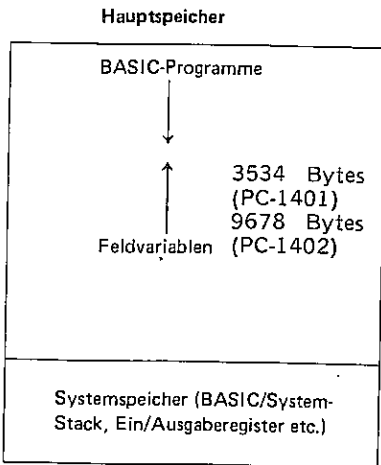 Hauptspeicher
BASIC-Programme
3534 Bytes
(PC-1401)
9678 Bytes
Feldvariablen (PC-1402)
Systemspeicher (BASIC/System-
Stack, Ein/Ausgaberegister etc.)